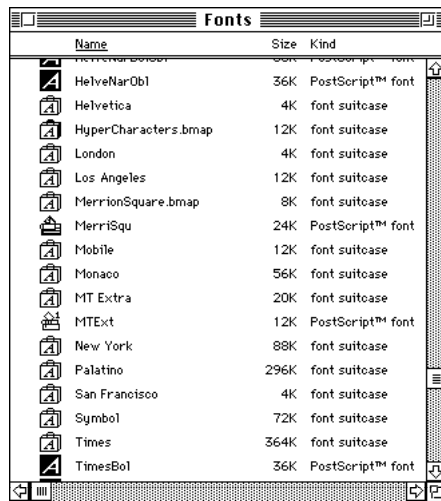 Fonts
Name Size Kind
HelveNarObl 36K PostScript™ font
Helvetica 4K font suitcase
HyperCharacters.bmap 12K font suitcase
London 4K font suitcase
Los Angeles 12K font suitcase
MerrionSquare.bmap 8K font suitcase
MerriSqu 24K PostScript™ font
Mobile 12K font suitcase
Monaco 56K font suitcase
MT Extra 20K font suitcase
MTExt 12K PostScript™ font
New York 88K font suitcase
Palatino 296K font suitcase
San Francisco 4K font suitcase
Symbol 72K font suitcase
Times 364K font suitcase
TimesBol 36K PostScript™ font